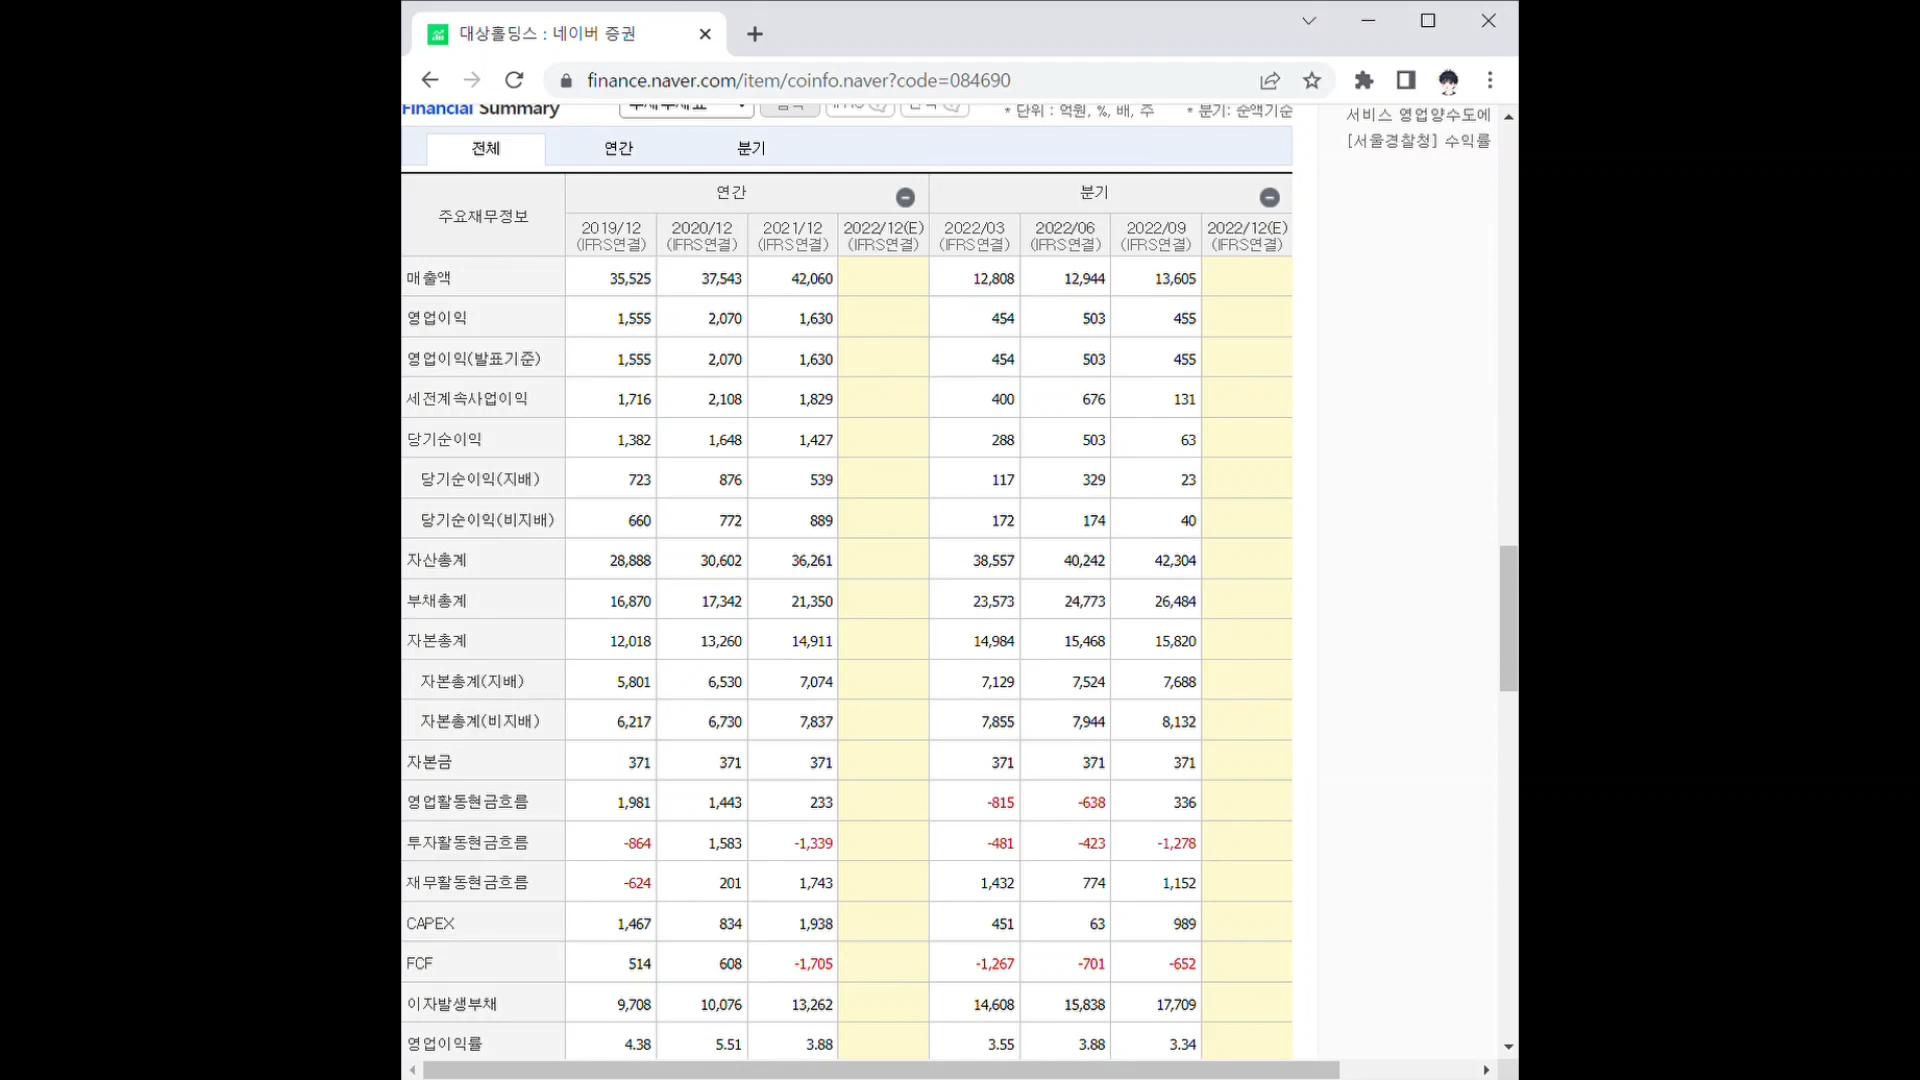 대상홀딩스 : 네이버 증권
finance.naver.com/item/coinfo.naver?code=084690
Financial Summary
* 단위 : 억원, %, 배, 주 * 분기: 순액기준
서비스 영업양수도에
[서울경찰청] 수익률
전체 연간 분기
주요재무정보 연간 분기
2019/12 2020/12 2021/12 2022/12(E) 2022/03 2022/06 2022/09 2022/12(E)
(IFRS연결) (IFRS연결) (IFRS연결) (IFRS연결) (IFRS연결) (IFRS연결) (IFRS연결) (IFRS연결)
매출액 35,525 37,543 42,060 12,808 12,944 13,605
영업이익 1,555 2,070 1,630 454 503 455
영업이익(발표기준) 1,555 2,070 1,630 454 503 455
세전계속사업이익 1,716 2,108 1,829 400 676 131
당기순이익 1,382 1,648 1,427 288 503 63
당기순이익(지배) 723 876 539 117 329 23
당기순이익(비지배) 660 772 889 172 174 40
자산총계 28,888 30,602 36,261 38,557 40,242 42,304
부채총계 16,870 17,342 21,350 23,573 24,773 26,484
자본총계 12,018 13,260 14,911 14,984 15,468 15,820
자본총계(지배) 5,801 6,530 7,074 7,129 7,524 7,688
자본총계(비지배) 6,217 6,730 7,837 7,855 7,944 8,132
자본금 371 371 371 371 371 371
영업활동현금흐름 1,981 1,443 233 -815 -638 336
투자활동현금흐름 -864 1,583 -1,339 -481 -423 -1,278
재무활동현금흐름 -624 201 1,743 1,432 774 1,152
CAPEX 1,467 834 1,938 451 63 989
FCF 514 608 -1,705 -1,267 -701 -652
이자발생부채 9,708 10,076 13,262 14,608 15,838 17,709
영업이익률 4.38 5.51 3.88 3.55 3.88 3.34